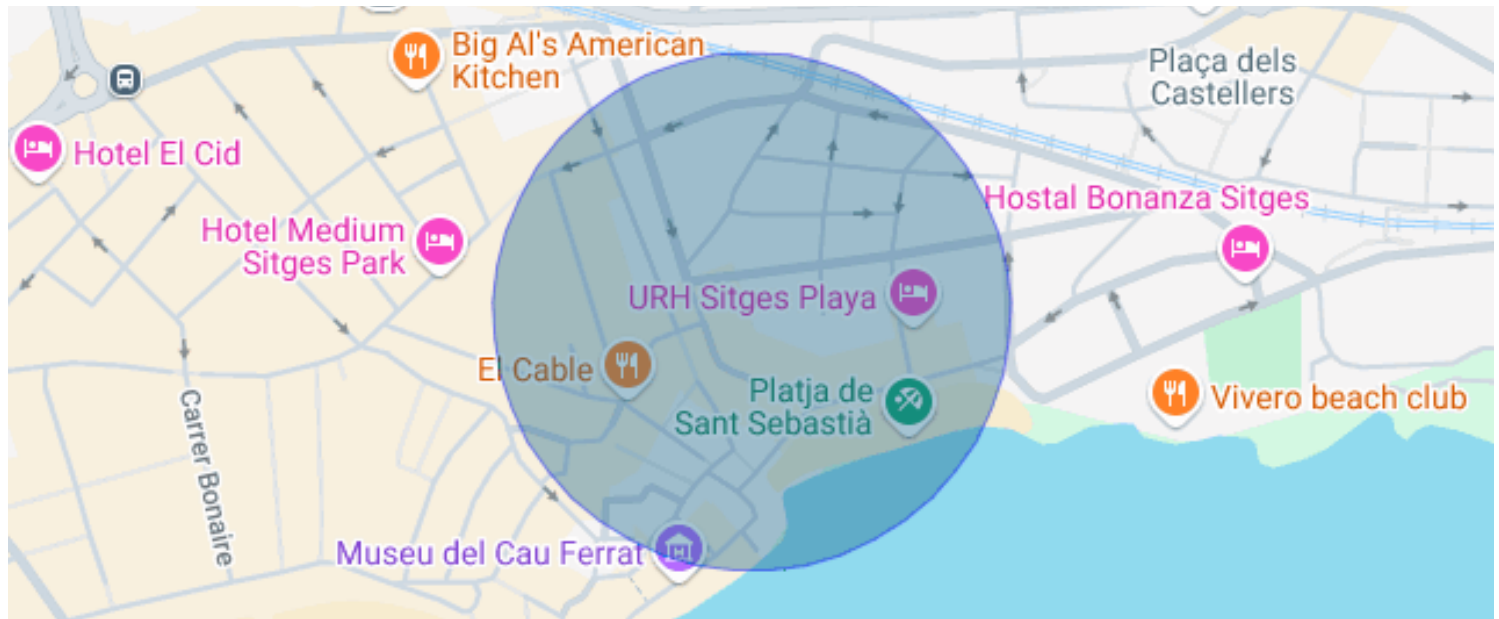 Big Al's American
Kitchen
Plaça dels
Castellers
Hotel El Cid
Hostal Bonanza Sitges
Hotel Medium
Sitges Park
URH Sitges Playa
El Cable
Platja de
Sant Sebastià
Vivero beach club
Carrer Bonaire
Museu del Cau Ferrat